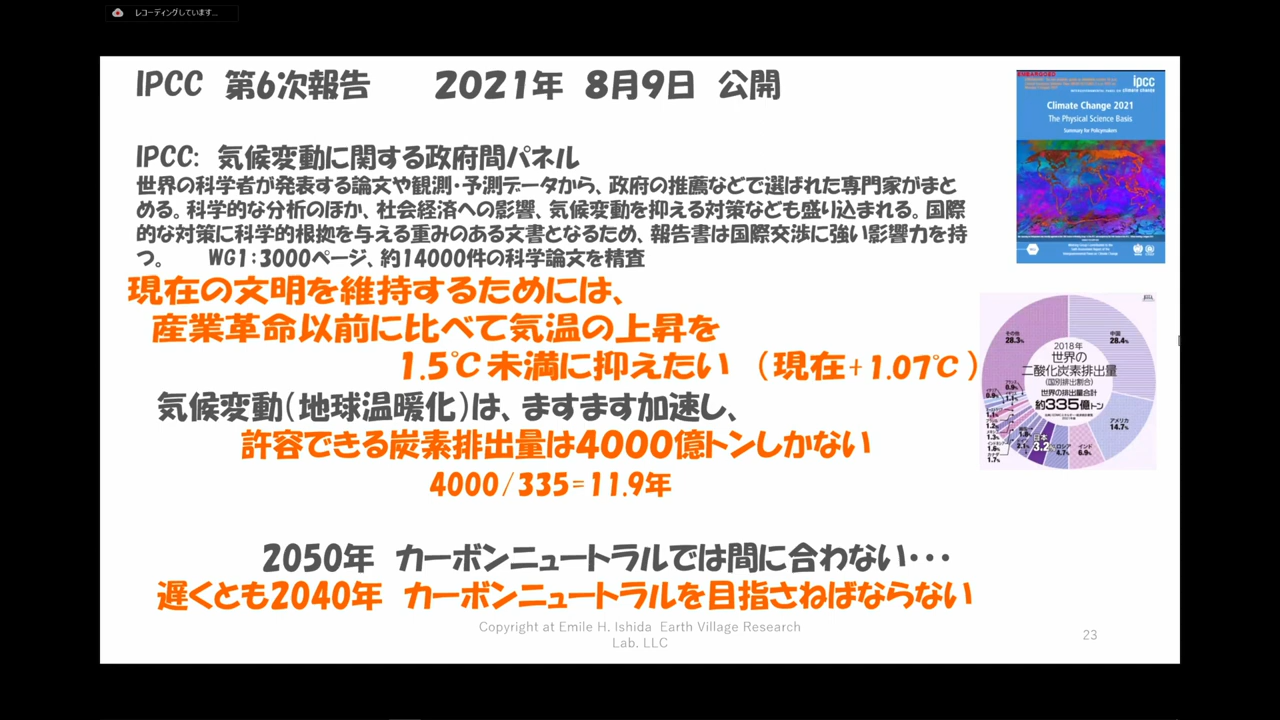 レコーディングしています...
IPCC 第6次報告 2021年 8月9日 公開
IPCC: 気候変動に関する政府間パネル
世界の科学者が発表する論文や観測・予測データから、政府の推薦などで選ばれた専門家がまと
める。科学的な分析のほか、社会経済への影響、気候変動を抑える対策なども盛り込まれる。国際
的な対策に科学的根拠を与える重みのある文書となるため、報告書は国際交渉に強い影響力を持
つ。 WG1:3000ページ、約14000件の科学論文を精査
現在の文明を維持するためには、
産業革命以前に比べて気温の上昇を
1.5℃未満に抑えたい (現在+1.07℃)
気候変動(地球温暖化)は、ますます加速し、
許容できる炭素排出量は4000億トンしかない
4000/335=11.9年
2050年 カーボンニュートラルでは間に合わない・・・
遅くとも2040年 カーボンニュートラルを目指さねばならない
Copyright at Emile H. Ishida Earth Village Research
Lab. LLC
23
ipcc
INTERGOVERNMENTAL PANEL ON climate change
Climate Change 2021
The Physical Science Basis
Summary for Policymakers
2018年
世界の
二酸化炭素排出量
(国別排出割合)
世界の排出量合計
約335億トン
中国
28.4%
アメリカ
14.7%
インド
6.9%
ロシア
4.7%
日本
3.2%
その他
28.3%
カナダ
1.7%